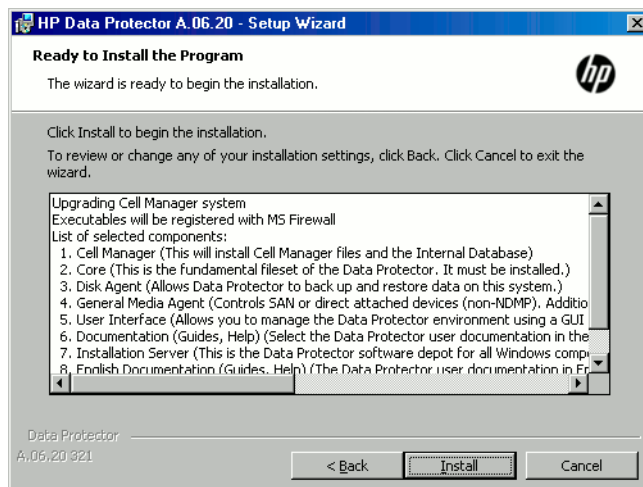 HP Data Protector A.06.20 - Setup Wizard
Ready to Install the Program
The wizard is ready to begin the installation.
hp
Click Install to begin the installation.
To review or change any of your installation settings, click Back. Click Cancel to exit the
wizard.
Upgrading Cell Manager system
Executables will be registered with MS Firewall
List of selected components:
1. Cell Manager (This will install Cell Manager files and the Internal Database)
2. Core (This is the fundamental fileset of the Data Protector. It must be installed.)
3. Disk Agent (Allows Data Protector to back up and restore data on this system.)
4. General Media Agent (Controls SAN or direct attached devices (non-NDMP). Additio
5. User Interface (Allows you to manage the Data Protector environment using a GUI
6. Documentation (Guides, Help) (Select the Data Protector user documentation in the
7. Installation Server (This is the Data Protector software depot for all Windows comp
8. English Documentation (Guides, Help) (The Data Protector user documentation in En
Data Protector
A.06.20 321
< Back
Install
Cancel